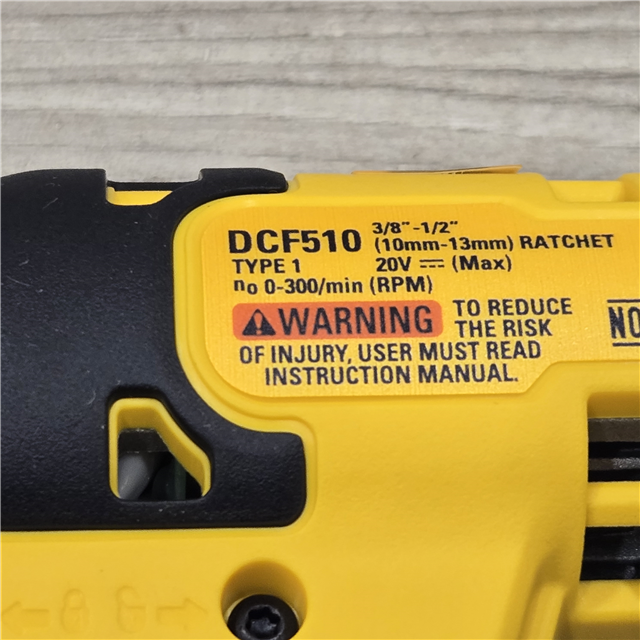 DCF510 3/8"-1/2" (10mm-13mm) RATCHET
TYPE 1 20V ⎓ (Max)
no 0-300/min (RPM)
WARNING TO REDUCE THE RISK
OF INJURY, USER MUST READ
INSTRUCTION MANUAL.